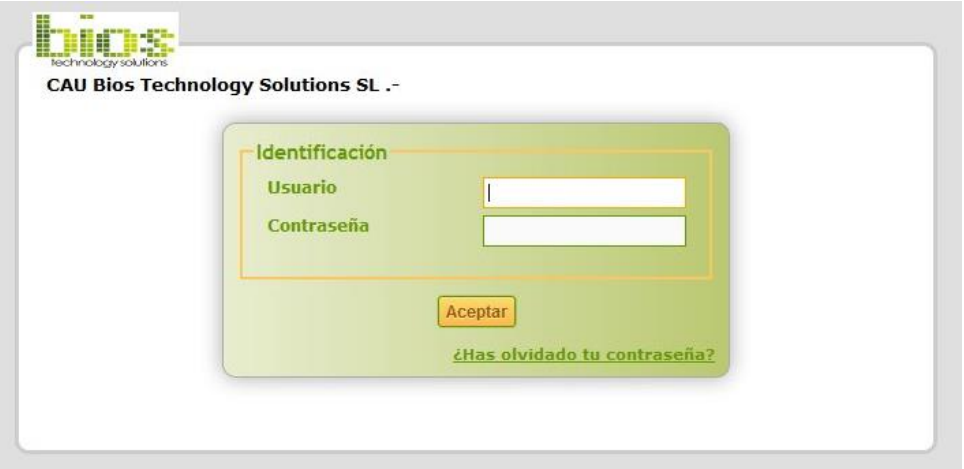 bios
technology solutions
CAU Bios Technology Solutions SL .-
Identificación
Usuario
Contraseña
Aceptar
¿Has olvidado tu contraseña?